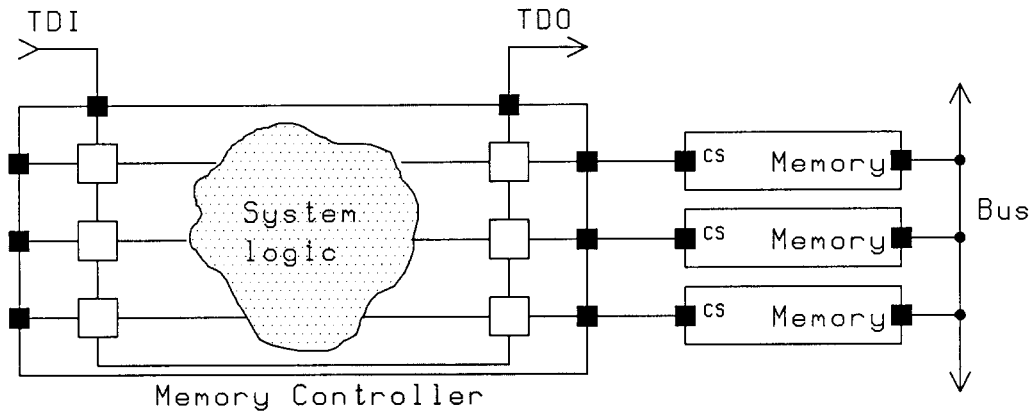 TDI
TDO
CS Memory
System
logic
CS Memory
Bus
CS Memory
Memory Controller